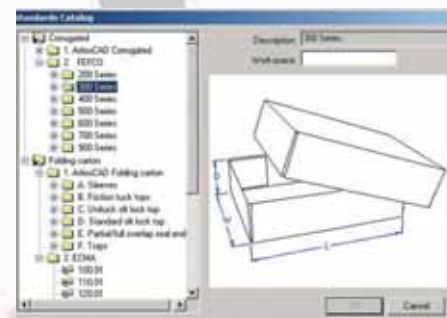 Standards Catalog
Corrugated
1. ArtiosCAD Corrugated
2. FEFCO
200 Series
300 Series
400 Series
500 Series
600 Series
700 Series
900 Series
Folding carton
1. ArtiosCAD Folding carton
A. Sleeves
B. Friction tuck tops
C. Untuck slit lock top
D. Standard slit lock top
E. Partial/full overlap seal end
F. Trays
2. ECMA
100.01
110.01
120.01
Description: 300 Series
Workspace:
D
W
L
OK
Cancel